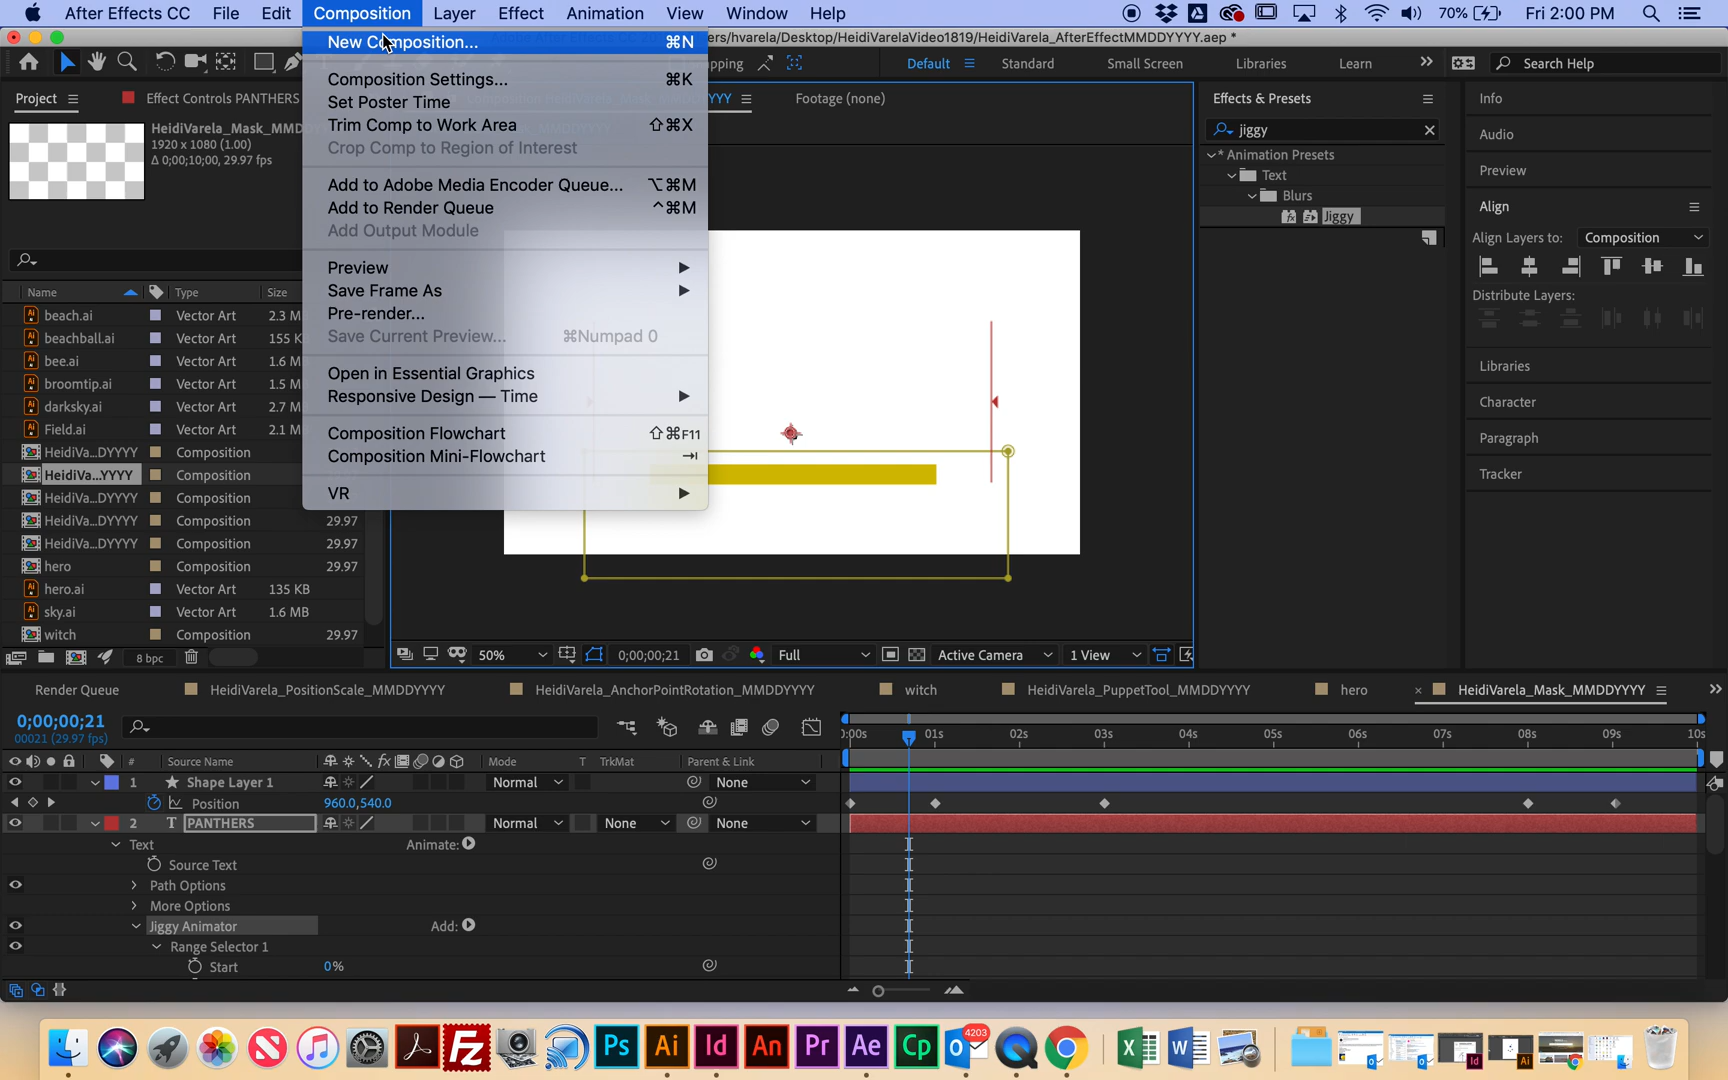 After Effects CC File Edit Composition Layer Effect Animation View Window Help 70% Fri 2:00 PM
ers/hvarela/Desktop/HeidiVarelaVideo1819/HeidiVarela_AfterEffectMMDDYYYY.aep *
Default Standard Small Screen Libraries Learn Search Help
New Composition... ⌘N
Composition Settings... ⌘K
Set Poster Time
Trim Comp to Work Area ⇧⌘X
Crop Comp to Region of Interest
Add to Adobe Media Encoder Queue... ⌥⌘M
Add to Render Queue ^⌘M
Add Output Module
Preview
Save Frame As
Pre-render...
Save Current Preview... ⌘Numpad 0
Open in Essential Graphics
Responsive Design — Time
Composition Flowchart ⇧⌘F11
Composition Mini-Flowchart
VR
Project Effect Controls PANTHERS
HeidiVarela_Mask_MMD
1920 x 1080 (1.00)
Δ 0;00;10;00, 29.97 fps
Name Type Size
beach.ai Vector Art 2.3 M
beachball.ai Vector Art 155 K
bee.ai Vector Art 1.6 M
broomtip.ai Vector Art 1.5 M
darksky.ai Vector Art 2.7 M
Field.ai Vector Art 2.1 M
HeidiVa...DYYYY Composition
HeidiVa...YYYY Composition
HeidiVa...DYYYY Composition
HeidiVa...DYYYY Composition 29.97
HeidiVa...DYYYY Composition 29.97
hero Composition 29.97
hero.ai Vector Art 135 KB
sky.ai Vector Art 1.6 MB
witch Composition 29.97
8 bpc
Footage (none)
50% 0;00;00;21 Full Active Camera 1 View
Effects & Presets
jiggy
* Animation Presets
Text
Blurs
Jiggy
Info
Audio
Preview
Align
Align Layers to: Composition
Distribute Layers:
Libraries
Character
Paragraph
Tracker
Render Queue HeidiVarela_PositionScale_MMDDYYYY HeidiVarela_AnchorPointRotation_MMDDYYYY witch HeidiVarela_PuppetTool_MMDDYYYY hero HeidiVarela_Mask_MMDDYYYY
0;00;00;21
00021 (29.97 fps)
01s 02s 03s 04s 05s 06s 07s 08s 09s 10s
# Source Name Mode T TrkMat Parent & Link
1 Shape Layer 1 Normal None
Position 960.0,540.0
2 T PANTHERS Normal None None
Text Animate:
Source Text
Path Options
More Options
Jiggy Animator Add:
Range Selector 1
Start 0%
Ps Ai Id An Pr Ae Cp 4203